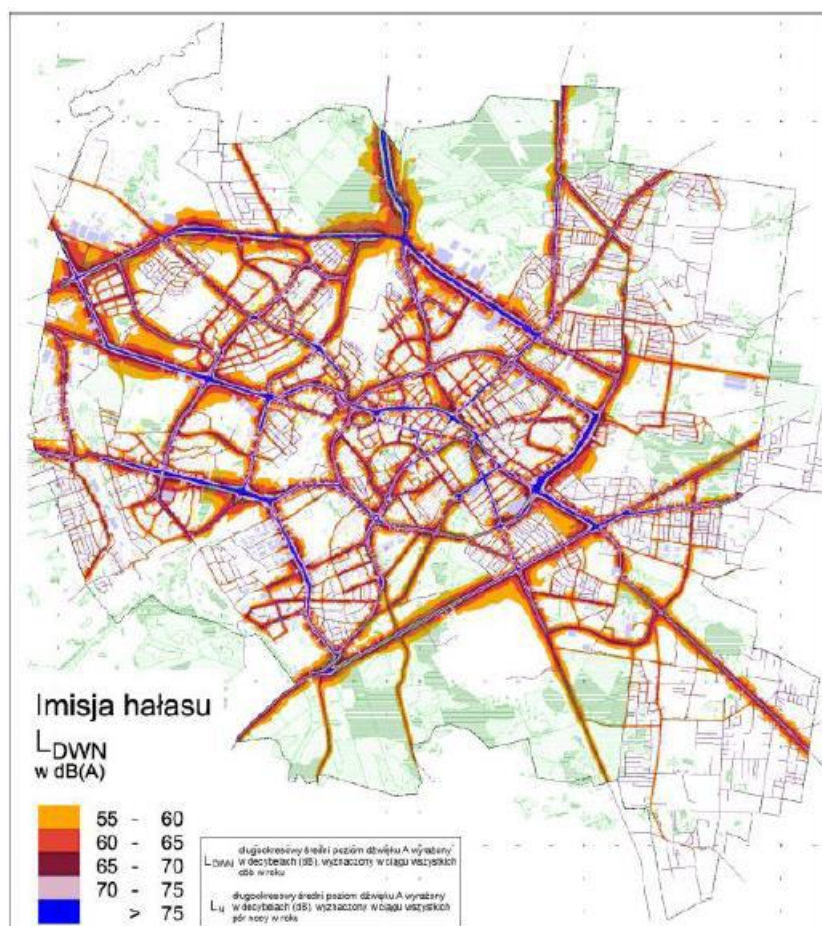 Imisja hałasu
LDWN
w dB(A)
55 - 60
60 - 65
65 - 70
70 - 75
> 75
LDWN
długookresowy średni poziom dźwięku A wyrażony
w decybelach (dB), wyznaczony w ciągu wszystkich
dób w roku
LN
długookresowy średni poziom dźwięku A wyrażony
w decybelach (dB), wyznaczony w ciągu wszystkich
pór nocy w roku